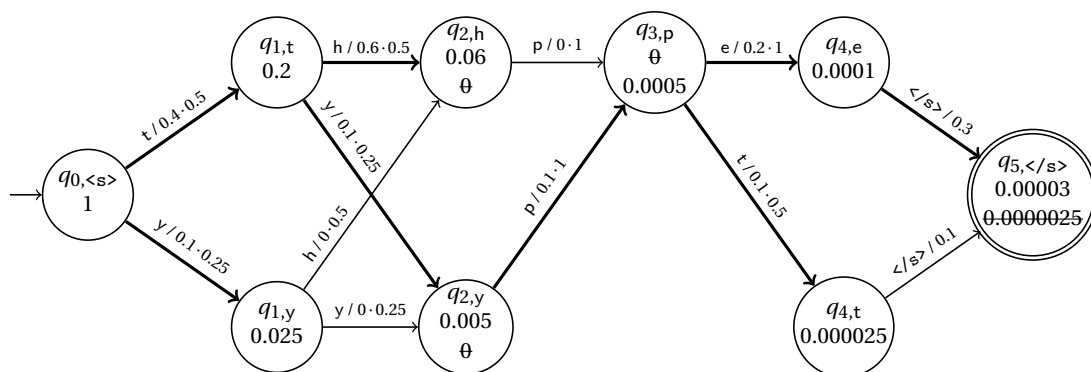 q0,<s>
1
t / 0.4·0.5
y / 0.1·0.25
q1,t
0.2
q1,y
0.025
h / 0.6·0.5
y / 0.1·0.25
h / 0·0.5
y / 0·0.25
q2,h
0.06
0
q2,y
0.005
0
p / 0·1
p / 0.1·1
q3,p
0
0.0005
e / 0.2·1
t / 0.1·0.5
q4,e
0.0001
q4,t
0.000025
</s> / 0.3
</s> / 0.1
q5,</s>
0.00003
0.0000025